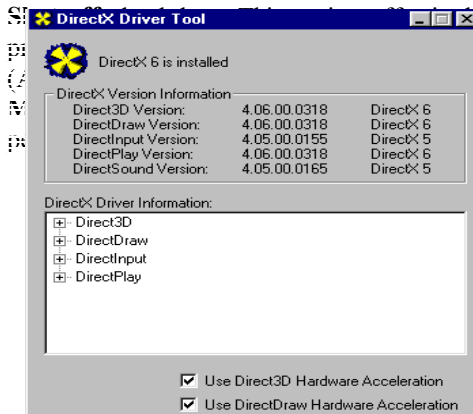 DirectX Driver Tool
DirectX 6 is installed
DirectX Version Information
Direct3D Version: 4.06.00.0318 DirectX 6
DirectDraw Version: 4.06.00.0318 DirectX 6
DirectInput Version: 4.05.00.0155 DirectX 5
DirectPlay Version: 4.06.00.0318 DirectX 6
DirectSound Version: 4.05.00.0165 DirectX 5
DirectX Driver Information:
Direct3D
DirectDraw
DirectInput
DirectPlay
Use Direct3D Hardware Acceleration
Use DirectDraw Hardware Acceleration